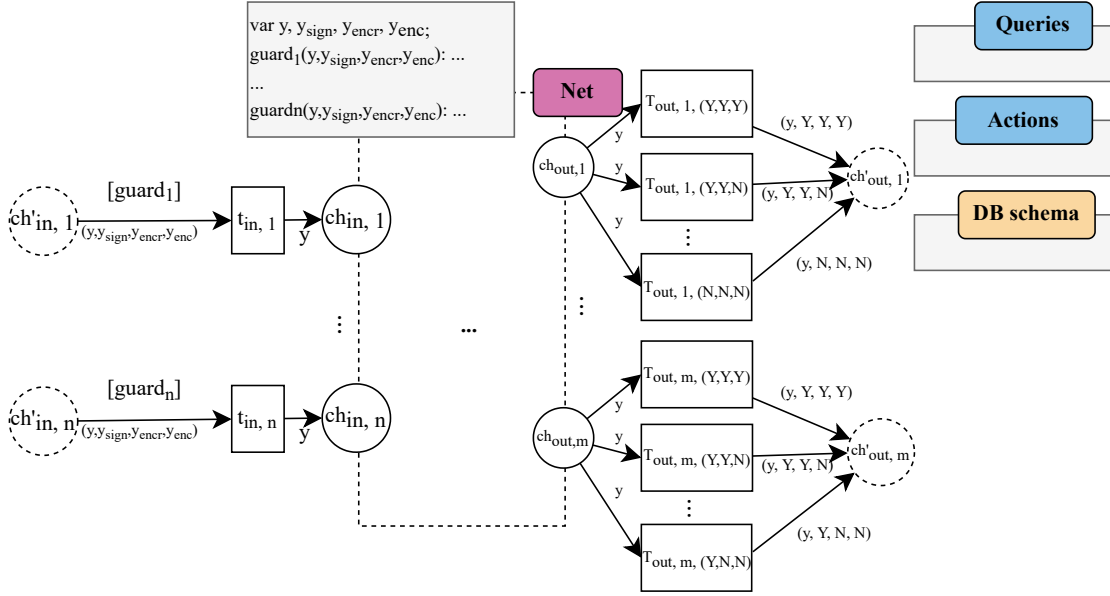 var y, y_sign, y_encr, y_enc;
guard_1(y,y_sign,y_encr,y_enc): ...
...
guardn(y,y_sign,y_encr,y_enc): ...
Net
Queries
Actions
DB schema
ch'_in, 1
[guard_1]
(y,y_sign,y_encr,y_enc)
t_in, 1
y
ch_in, 1
⋮
...
ch'_in, n
[guard_n]
(y,y_sign,y_encr,y_enc)
t_in, n
y
ch_in, n
ch_out,1
y
y
y
T_out, 1, (Y,Y,Y)
T_out, 1, (Y,Y,N)
⋮
T_out, 1, (N,N,N)
(y, Y, Y, Y)
(y, Y, Y, N)
(y, N, N, N)
ch'_out, 1
⋮
ch_out,m
y
y
y
T_out, m, (Y,Y,Y)
T_out, m, (Y,Y,N)
⋮
T_out, m, (Y,N,N)
(y, Y, Y, Y)
(y, Y, Y, N)
(y, Y, N, N)
ch'_out, m